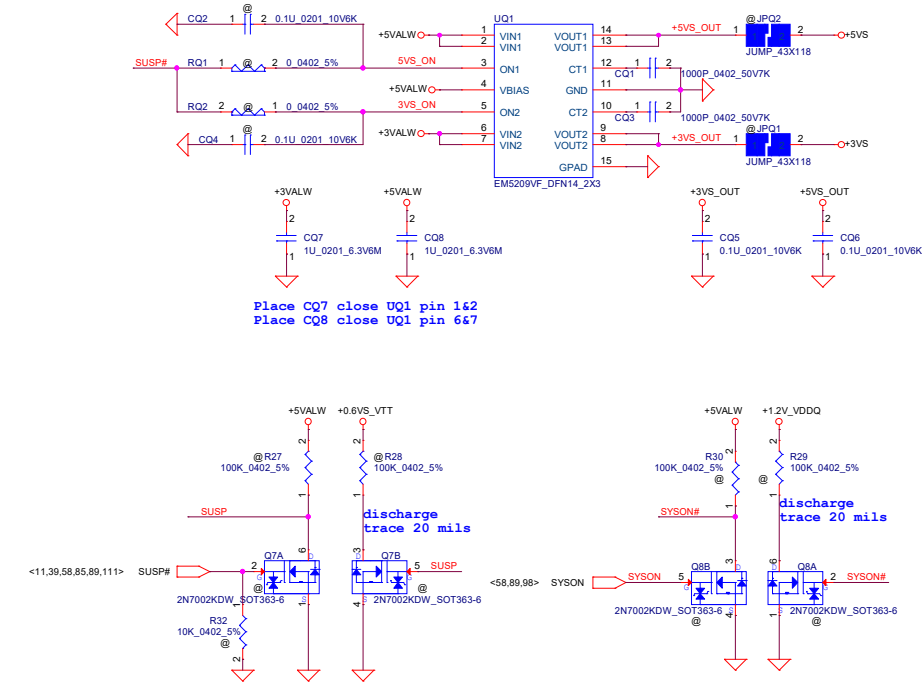 @
CQ2 1 2 0.1U_0201_10V6K
UQ1
+5VALW 1 VIN1 VOUT1 14 +5VS_OUT @JPQ2 1 2 +5VS
2 VIN1 VOUT1 13
JUMP_43X118
SUSP# RQ1 1 @ 2 0_0402_5% 5VS_ON 3 ON1 CT1 12 1 2
CQ1 1000P_0402_50V7K
+5VALW 4 VBIAS GND 11
RQ2 2 @ 1 0_0402_5% 3VS_ON 5 ON2 CT2 10 1 2
CQ3 1000P_0402_50V7K
@
CQ4 1 2 0.1U_0201_10V6K
+3VALW 6 VIN2 VOUT2 9
7 VIN2 VOUT2 8 +3VS_OUT @JPQ1 1 2 +3VS
JUMP_43X118
GPAD 15
EM5209VF_DFN14_2X3
+3VALW +5VALW +3VS_OUT +5VS_OUT
2 2 2 2
CQ7 CQ8 CQ5 CQ6
1U_0201_6.3V6M 1U_0201_6.3V6M 0.1U_0201_10V6K 0.1U_0201_10V6K
1 1 1 1
Place CQ7 close UQ1 pin 1&2
Place CQ8 close UQ1 pin 6&7
+5VALW +0.6VS_VTT +5VALW +1.2V_VDDQ
2 2 2 2
@R27 @R28 R30 R29
100K_0402_5% 100K_0402_5% 100K_0402_5% 100K_0402_5%
@ @
1 1 1 1
discharge
trace 20 mils
discharge
trace 20 mils
SUSP SYSON#
6 D 3 D 3 D 6 D
Q7A Q7B Q8B Q8A
<11,39,58,85,89,111> SUSP# 2 G 5 G SUSP
<58,89,98> SYSON SYSON 5 G 2 G SYSON#
@ @
1 S 4 S 4 S 1 S
2N7002KDW_SOT363-6 2N7002KDW_SOT363-6 2N7002KDW_SOT363-6 2N7002KDW_SOT363-6
@ @
1
R32
10K_0402_5%
@
2